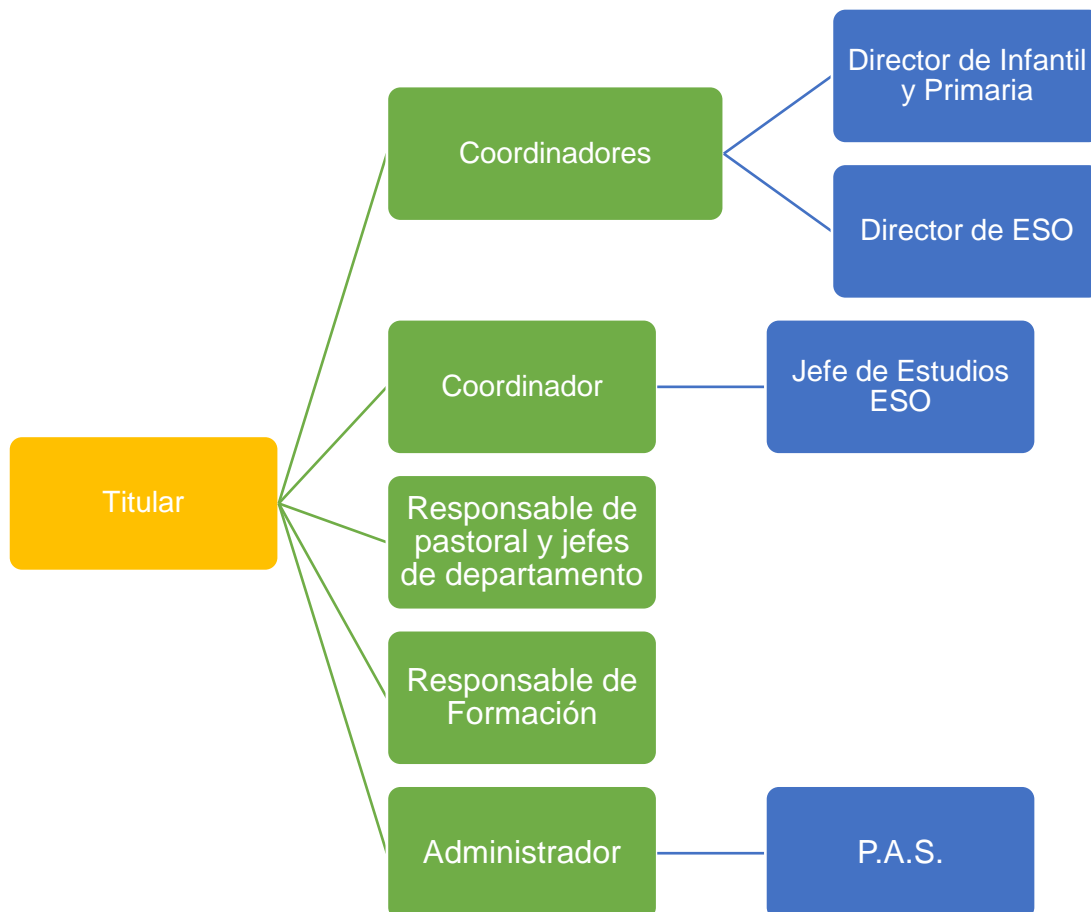 Titular
Coordinadores
Director de Infantil
y Primaria
Director de ESO
Coordinador
Jefe de Estudios
ESO
Responsable de
pastoral y jefes
de departamento
Responsable de
Formación
Administrador
P.A.S.